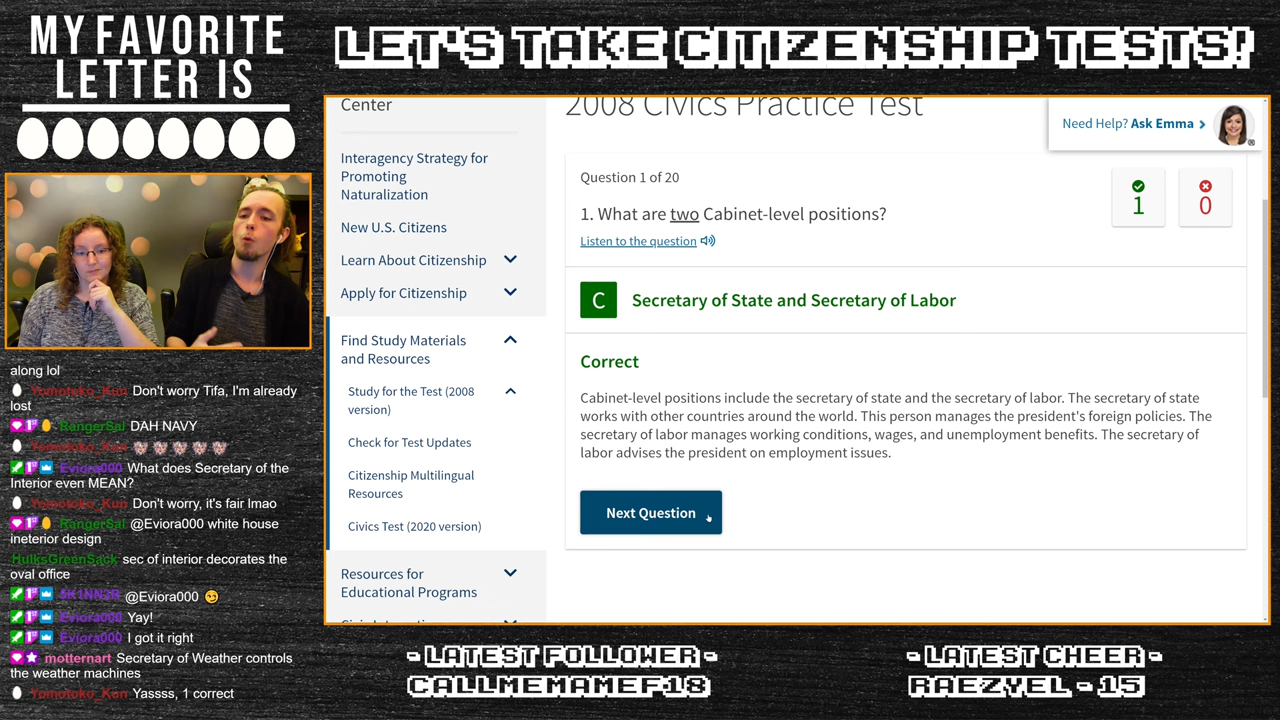 MY FAVORITE
LETTER IS
LET'S TAKE CITIZENSHIP TESTS!
Center
Interagency Strategy for
Promoting
Naturalization
New U.S. Citizens
Learn About Citizenship
Apply for Citizenship
Find Study Materials
and Resources
Study for the Test (2008
version)
Check for Test Updates
Citizenship Multilingual
Resources
Civics Test (2020 version)
Resources for
Educational Programs
2008 Civics Practice Test
Need Help? Ask Emma
Question 1 of 20
1
0
1. What are two Cabinet-level positions?
Listen to the question
C Secretary of State and Secretary of Labor
Correct
Cabinet-level positions include the secretary of state and the secretary of labor. The secretary of state
works with other countries around the world. This person manages the president's foreign policies. The
secretary of labor manages working conditions, wages, and unemployment benefits. The secretary of
labor advises the president on employment issues.
Next Question
along lol
Yomotoko_Kun Don't worry Tifa, I'm already
lost
RangerSal DAH NAVY
Yomotoko_Kun
Eviora000 What does Secretary of the
Interior even MEAN?
Yomotoko_Kun Don't worry, it's fair lmao
RangerSal @Eviora000 white house
ineterior design
HulksGreenSack sec of interior decorates the
oval office
5K1NN3R @Eviora000
Eviora000 Yay!
Eviora000 I got it right
motternart Secretary of Weather controls
the weather machines
Yomotoko_Kun Yassss, 1 correct
- LATEST FOLLOWER -
CALLMEMAMEF18
- LATEST CHEER -
RAEZYEL - 15